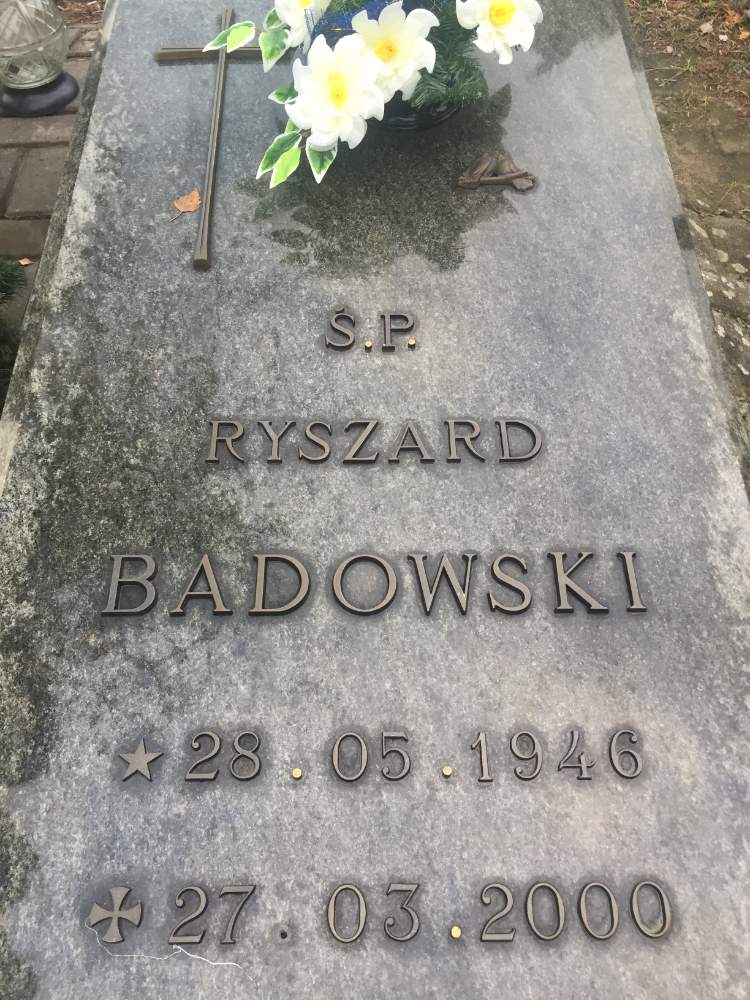 Ś.P.
RYSZARD
BADOWSKI
28.05.1946
27.03.2000